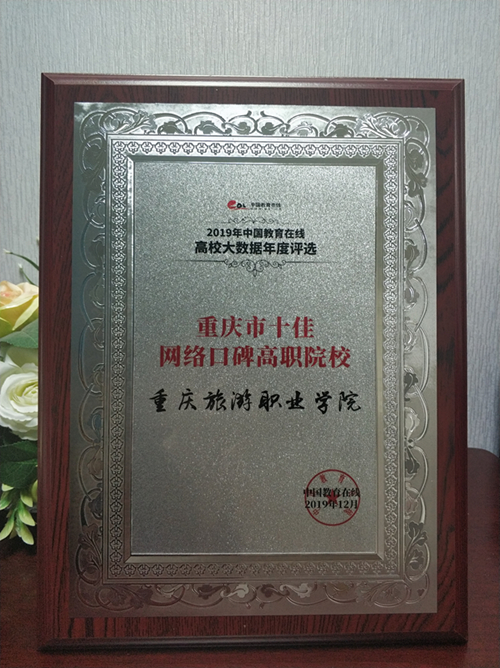 eol 中国教育在线
2019年中国教育在线
高校大数据年度评选
重庆市十佳
网络口碑高职院校
重庆旅游职业学院
中国教育在线
2019年12月